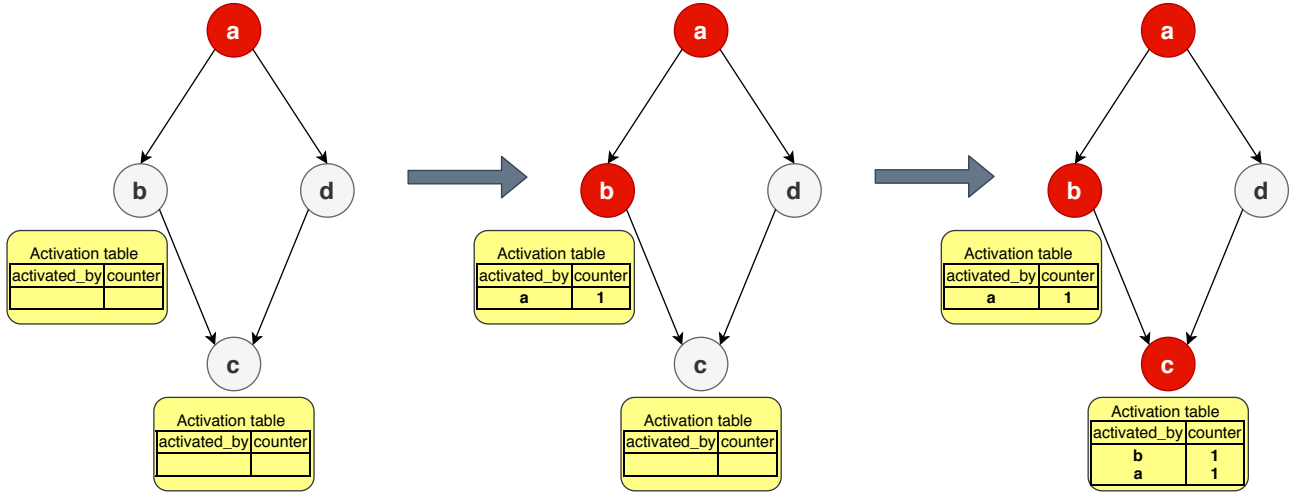 a
b
d
Activation table
activated_by counter
c
Activation table
activated_by counter
a
b
d
Activation table
activated_by counter
a 1
c
Activation table
activated_by counter
a
b
d
Activation table
activated_by counter
a 1
c
Activation table
activated_by counter
b 1
a 1